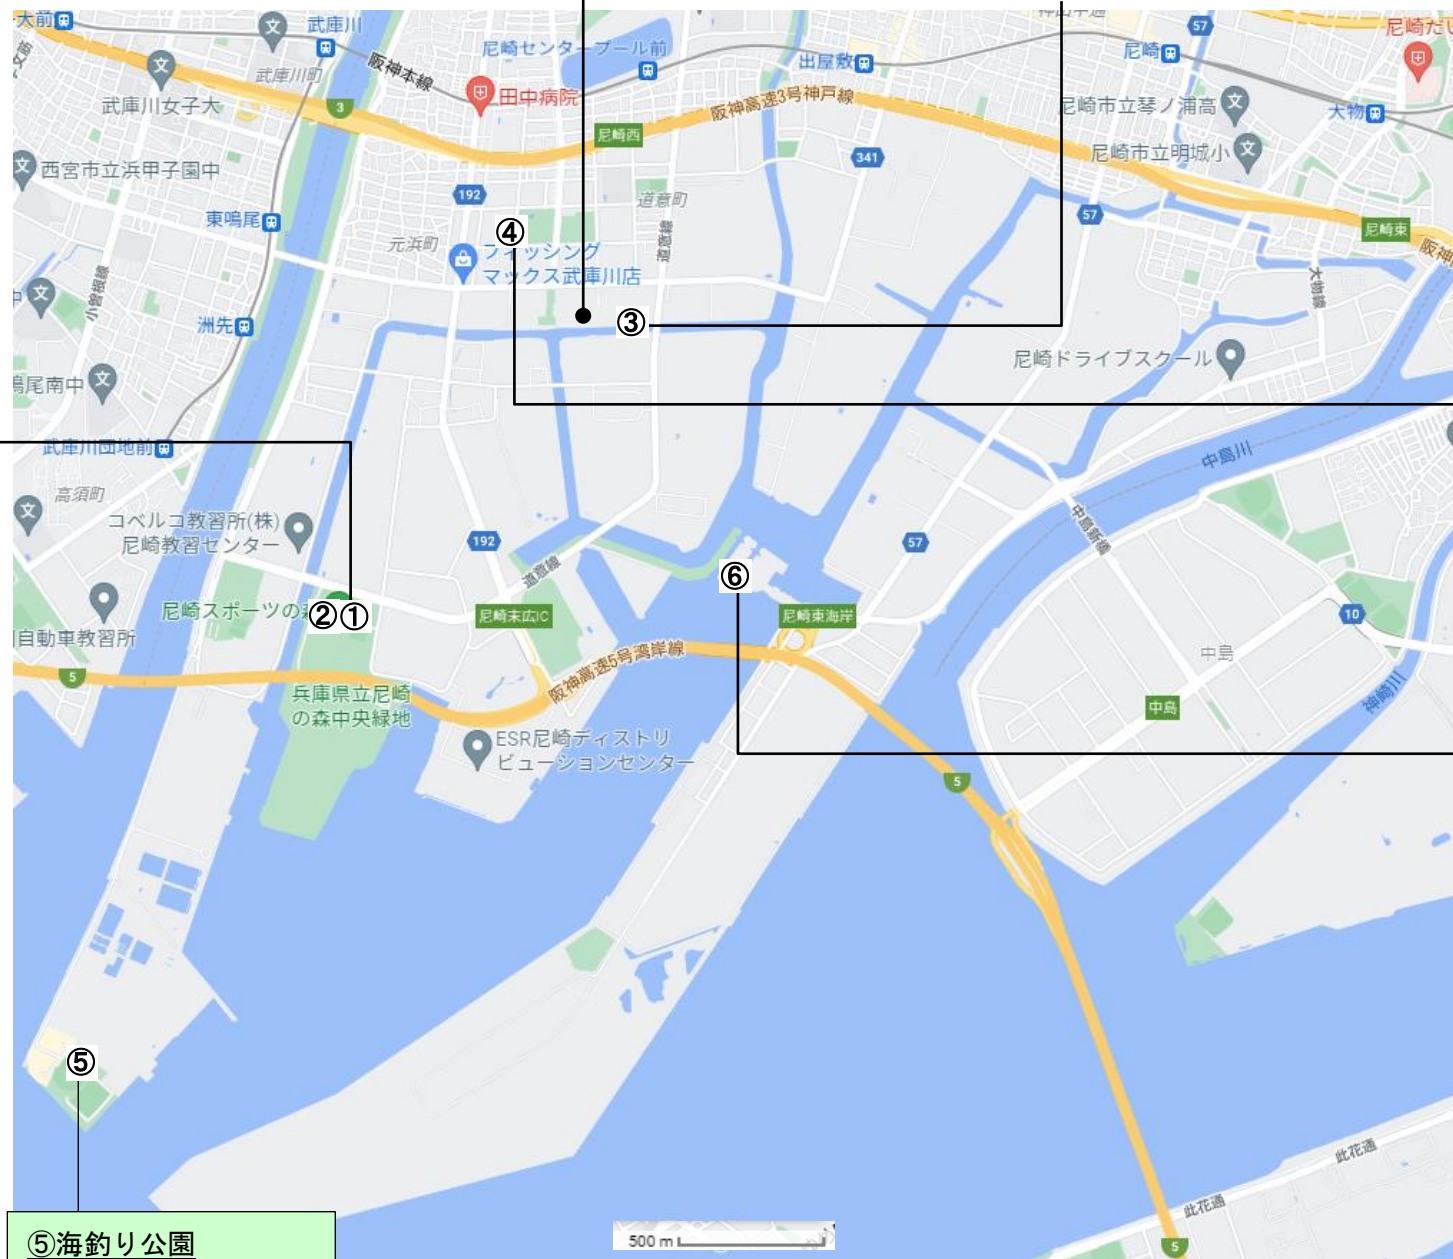 大前
武庫川
尼崎センタープール前
出屋敷
尼崎
57
武庫川町
阪神本線
武庫川女子大
3
田中病院
阪神高速3号神戸線
尼崎西
尼崎市立琴ノ浦高
大物
西宮市立浜甲子園中
192
道意町
341
尼崎市立明城小
東鳴尾
元浜町
④
フィッシング
マックス武庫川店
道意線
57
尼崎東
小曽根線
大物線
洲先
③
尼崎ドライブスクール
鳴尾南中
武庫川団地前
中島川
高須町
コベルコ教習所(株)
尼崎教習センター
192
57
中島新橋
道意線
⑥
尼崎スポーツの森
②①
尼崎末広IC
尼崎東海岸
10
自動車教習所
5
阪神高速5号湾岸線
中島
兵庫県立尼崎
の森中央緑地
中島
神崎川
ESR尼崎ディストリ
ビューションセンター
5
⑤
此花通
此花通
500 m
5
⑤海釣り公園